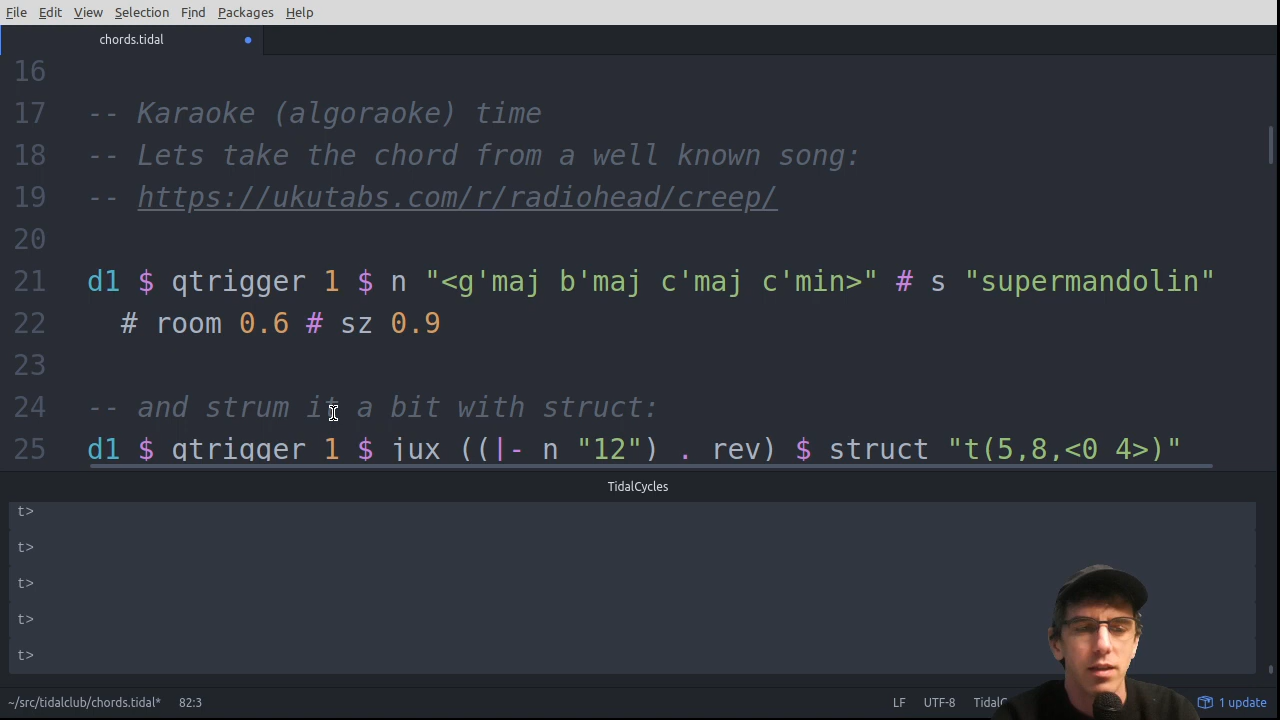 File Edit View Selection Find Packages Help
chords.tidal
16
17 -- Karaoke (algoraoke) time
18 -- Lets take the chord from a well known song:
19 -- https://ukutabs.com/r/radiohead/creep/
20
21 d1 $ qtrigger 1 $ n "<g'maj b'maj c'maj c'min>" # s "supermandolin"
22 # room 0.6 # sz 0.9
23
24 -- and strum it a bit with struct:
25 d1 $ qtrigger 1 $ jux ((|- n "12") . rev) $ struct "t(5,8,<0 4>)"
TidalCycles
t>
t>
t>
t>
t>
~/src/tidalclub/chords.tidal* 82:3 LF UTF-8 TidalC 1 update